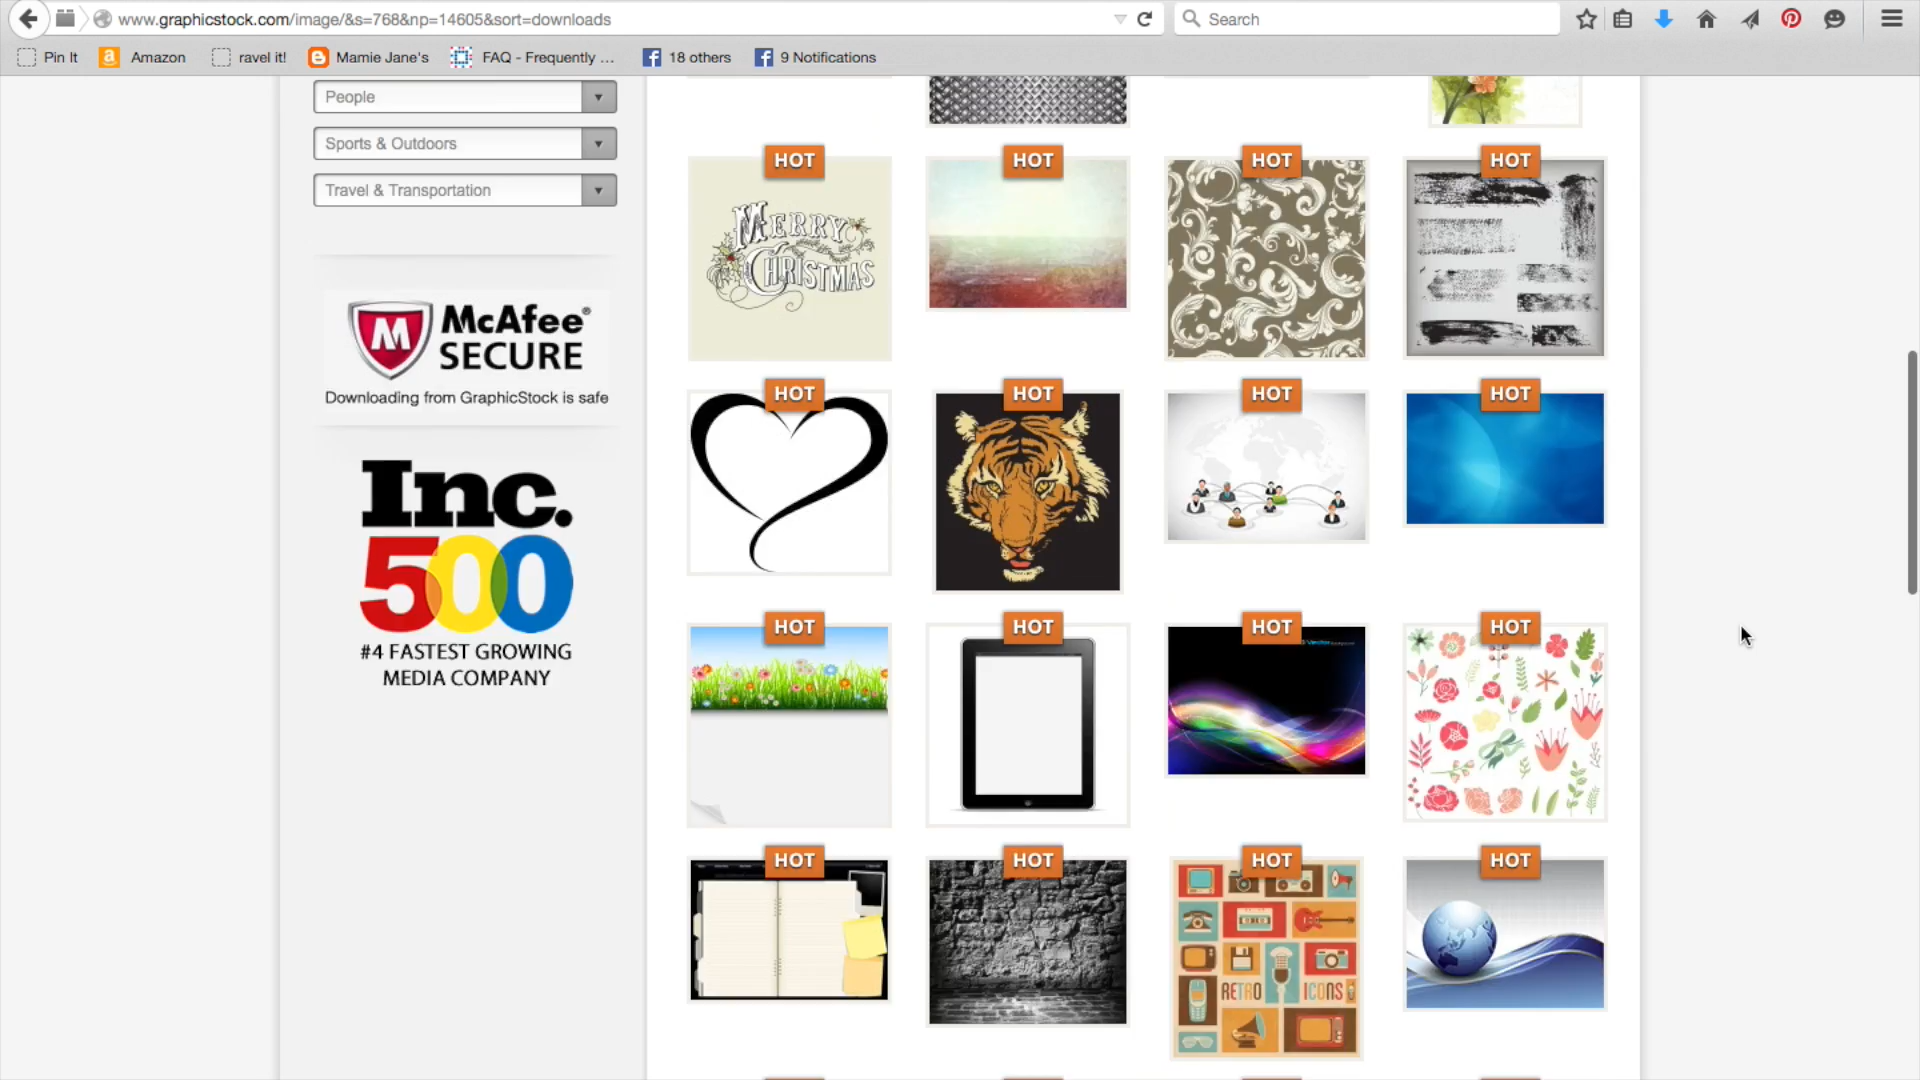 www.graphicstock.com/image/&s=768&np=14605&sort=downloads
Search
Pin It
Amazon
ravel it!
Mamie Jane's
FAQ - Frequently ...
18 others
9 Notifications
People
Sports & Outdoors
Travel & Transportation
McAfee®
SECURE
Downloading from GraphicStock is safe
Inc.
500
#4 FASTEST GROWING
MEDIA COMPANY
HOT
HOT
HOT
HOT
MERRY
CHRISTMAS
HOT
HOT
HOT
HOT
HOT
HOT
HOT
HOT
HOT
HOT
HOT
HOT
RETRO ICONS